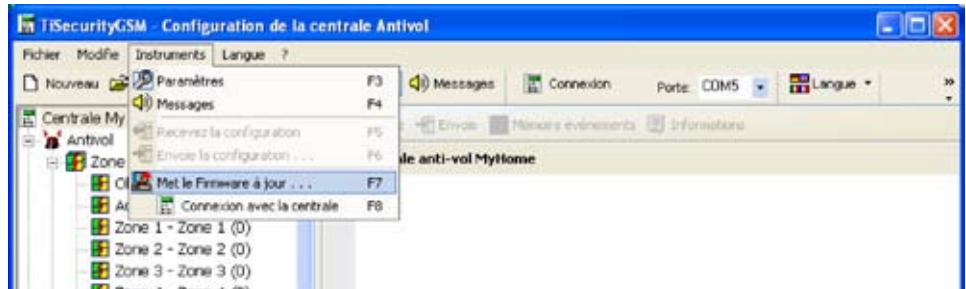 TiSecurityGSM - Configuration de la centrale Antivol
Fichier Modifie Instruments Langue ?
Nouveau Messages Connexion Porte: COM5 Langue »
Paramètres F3
Messages F4
Recevez la configuration F5
Envoie la configuration . . . F6
Met le Firmware à jour . . . F7
Connexion avec la centrale F8
Centrale My Envoie Mémoire événements Informations
Antivol
le anti-vol MyHome
Zone
Zone 1 - Zone 1 (0)
Zone 2 - Zone 2 (0)
Zone 3 - Zone 3 (0)